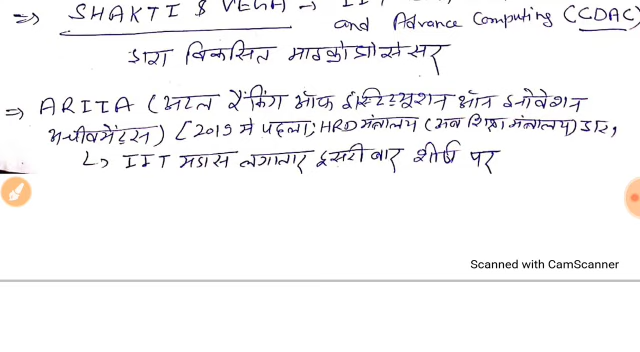 ⇒ SHAKTI & VEGA → IIT
and Advance Computing (CDAC)
द्वारा विकसित माइक्रोप्रोसेसर
⇒ ARIIA (अटल रैंकिंग ऑफ इंस्टिट्यूशन ऑन इनोवेशन
अचीवमेंट्स) [2019 में पहला; HRD मंत्रालय (अब शिक्षा मंत्रालय) द्वारा,
↳ IIT मद्रास लगातार दूसरी बार शीर्ष पर
Scanned with CamScanner